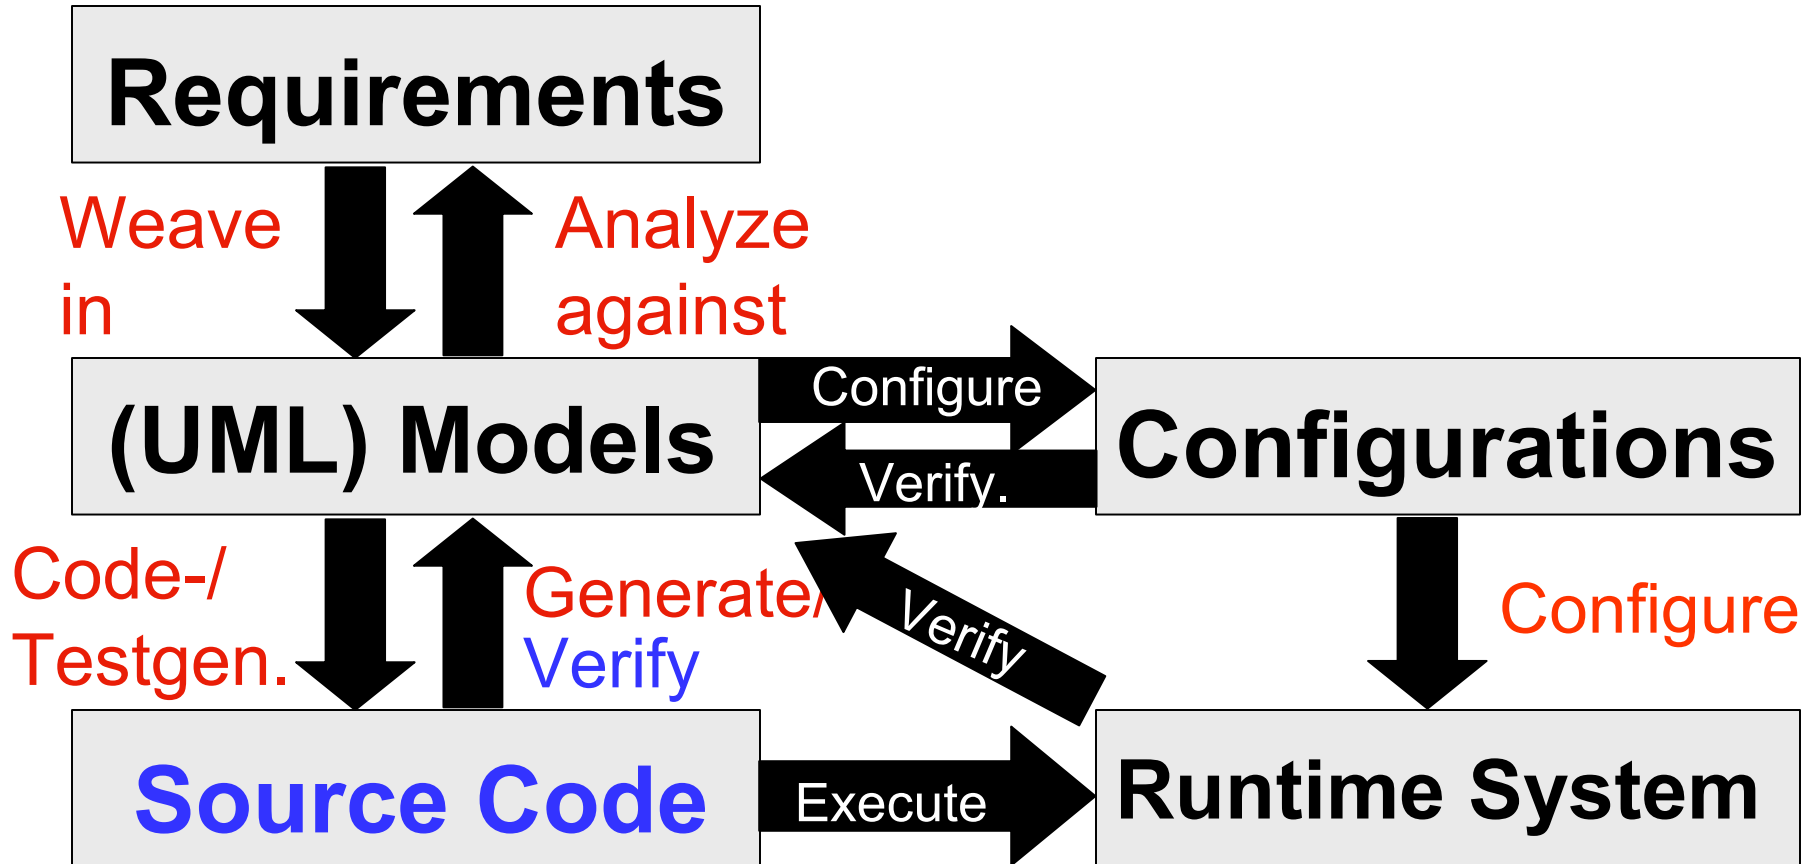 Requirements
Weave
in
Analyze
against
(UML) Models
Configure
Verify.
Configurations
Code-/
Testgen.
Generate/
Verify
Verify
Configure
Source Code
Execute
Runtime System